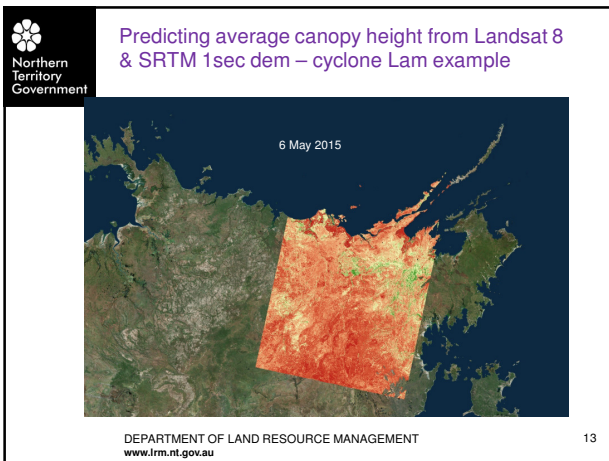 Northern
Territory
Government
Predicting average canopy height from Landsat 8
& SRTM 1sec dem – cyclone Lam example
6 May 2015
DEPARTMENT OF LAND RESOURCE MANAGEMENT
www.lrm.nt.gov.au
13